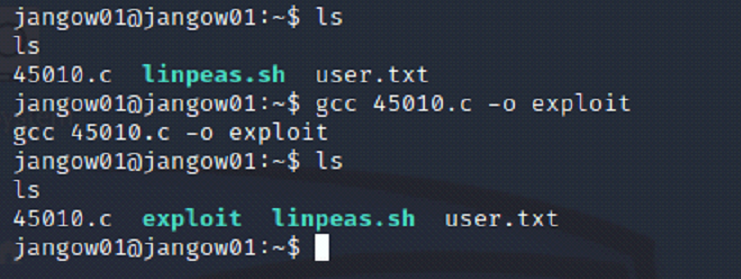 jangow01@jangow01:~$ ls
ls
45010.c  linpeas.sh  user.txt
jangow01@jangow01:~$ gcc 45010.c -o exploit
gcc 45010.c -o exploit
jangow01@jangow01:~$ ls
ls
45010.c  exploit  linpeas.sh  user.txt
jangow01@jangow01:~$